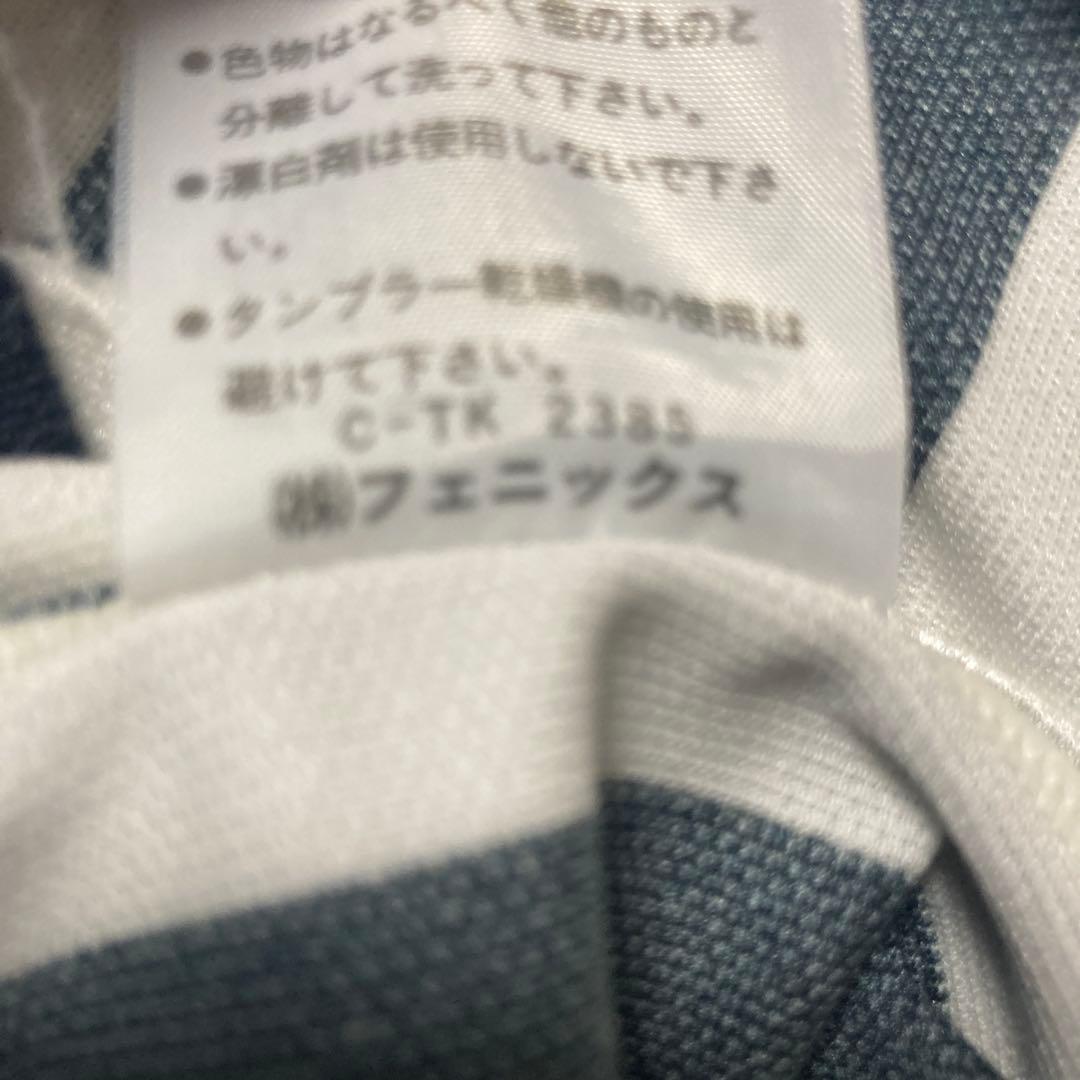 ●色物はなるべく他のものと
分離して洗って下さい。
●漂白剤は使用しないで下さ
い。
●タンブラー乾燥機の使用は
避けて下さい。
C-TK 2385
㈱フェニックス